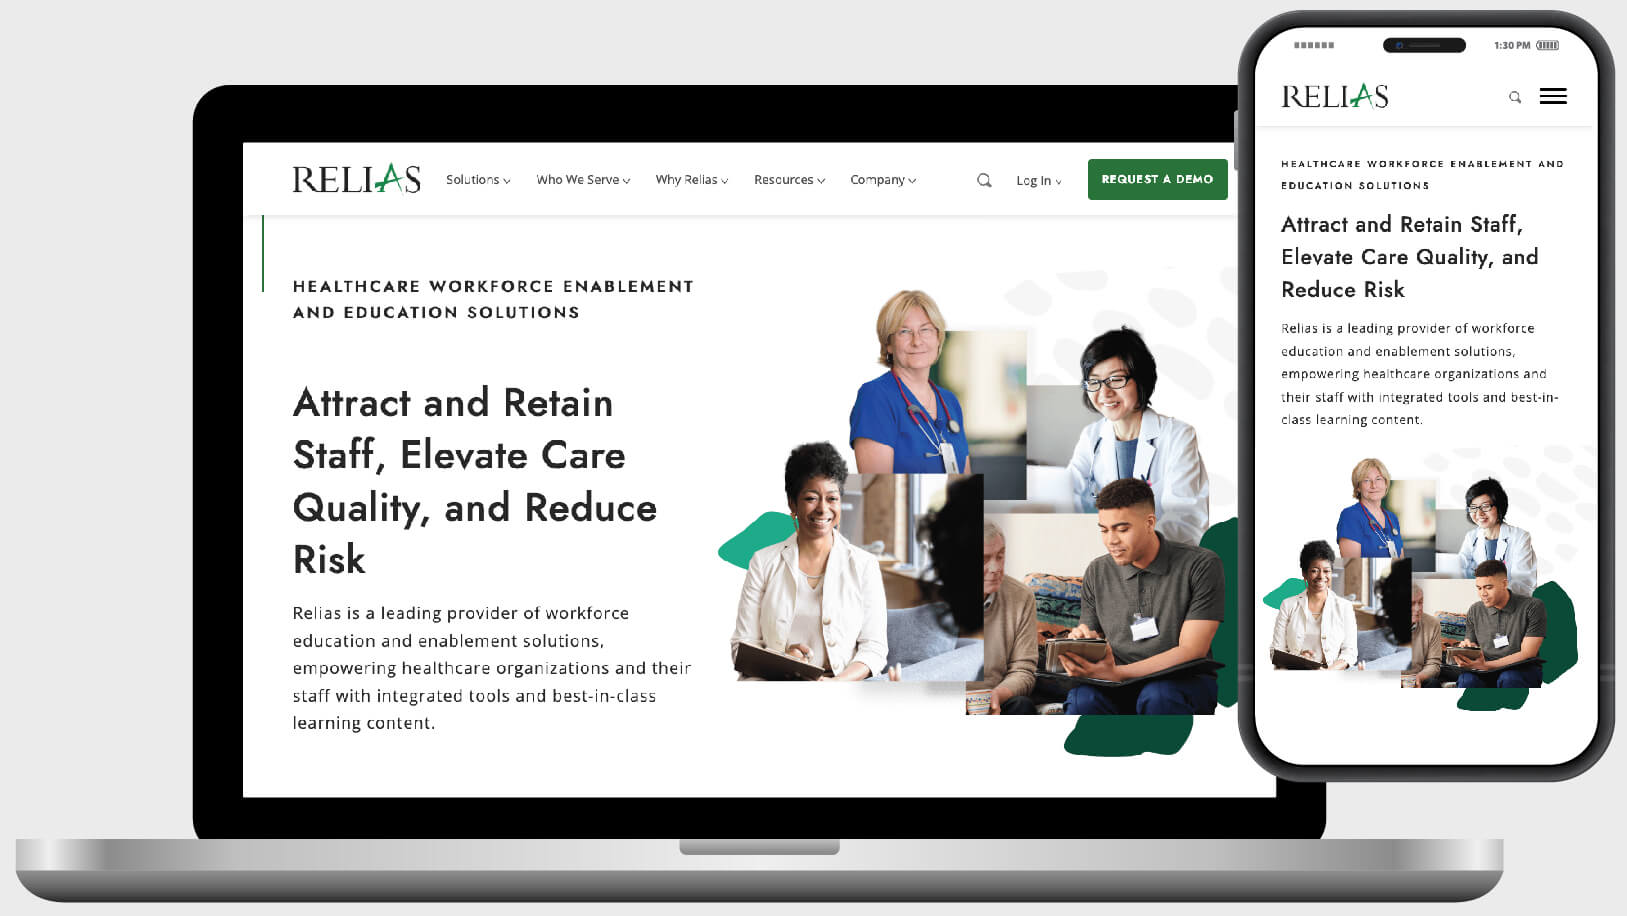 RELIAS
Solutions
Who We Serve
Why Relias
Resources
Company
Log In
REQUEST A DEMO
HEALTHCARE WORKFORCE ENABLEMENT
AND EDUCATION SOLUTIONS
Attract and Retain
Staff, Elevate Care
Quality, and Reduce
Risk
Relias is a leading provider of workforce
education and enablement solutions,
empowering healthcare organizations and their
staff with integrated tools and best-in-class
learning content.
1:30 PM
RELIAS
HEALTHCARE WORKFORCE ENABLEMENT AND
EDUCATION SOLUTIONS
Attract and Retain Staff,
Elevate Care Quality, and
Reduce Risk
Relias is a leading provider of workforce
education and enablement solutions,
empowering healthcare organizations and
their staff with integrated tools and best-in-
class learning content.